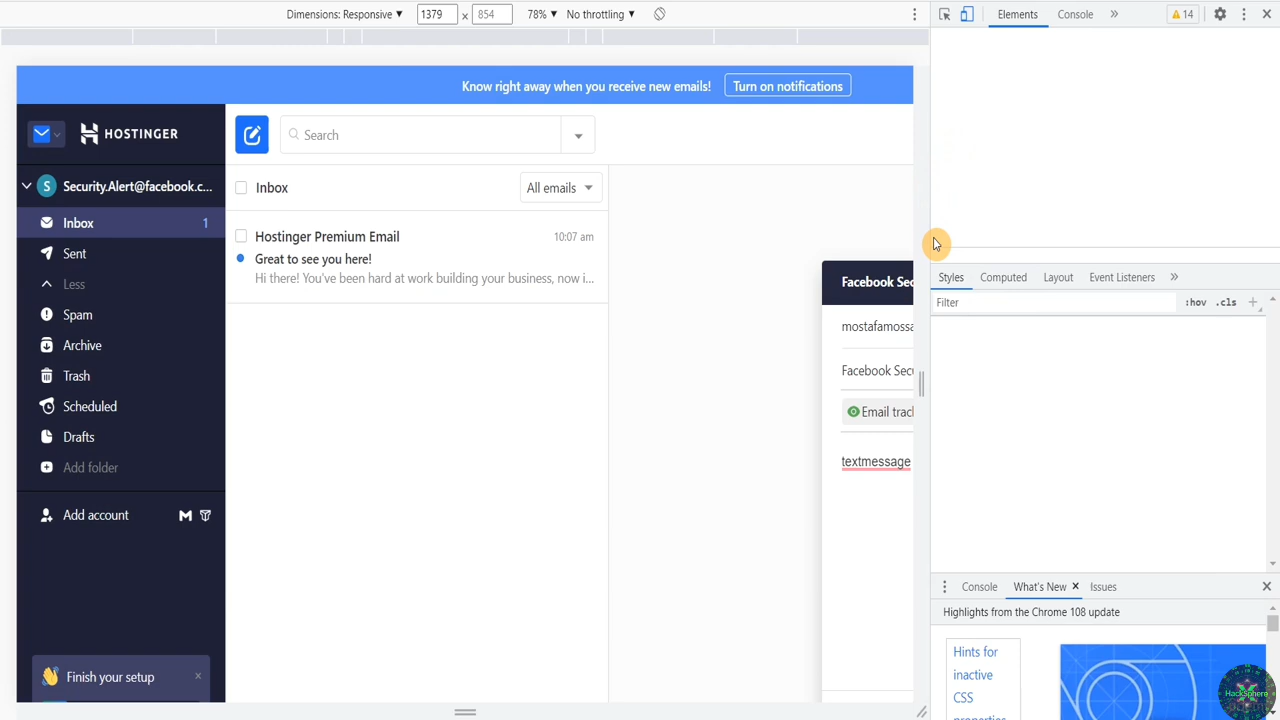 Dimensions: Responsive ▼ 1379 x 854 78% ▼ No throttling ▼
Elements Console » 14
Know right away when you receive new emails! Turn on notifications
HOSTINGER
Search
Security.Alert@facebook.c...
Inbox 1
Sent
Less
Spam
Archive
Trash
Scheduled
Drafts
Add folder
Add account
Finish your setup ×
Inbox All emails
Hostinger Premium Email 10:07 am
Great to see you here!
Hi there! You've been hard at work building your business, now i...
Facebook Sec
mostafamossa
Facebook Secu
Email track
textmessage
Styles Computed Layout Event Listeners »
Filter :hov .cls +
Console What's New × Issues
Highlights from the Chrome 108 update
Hints for
inactive
CSS
properties
HackSphere